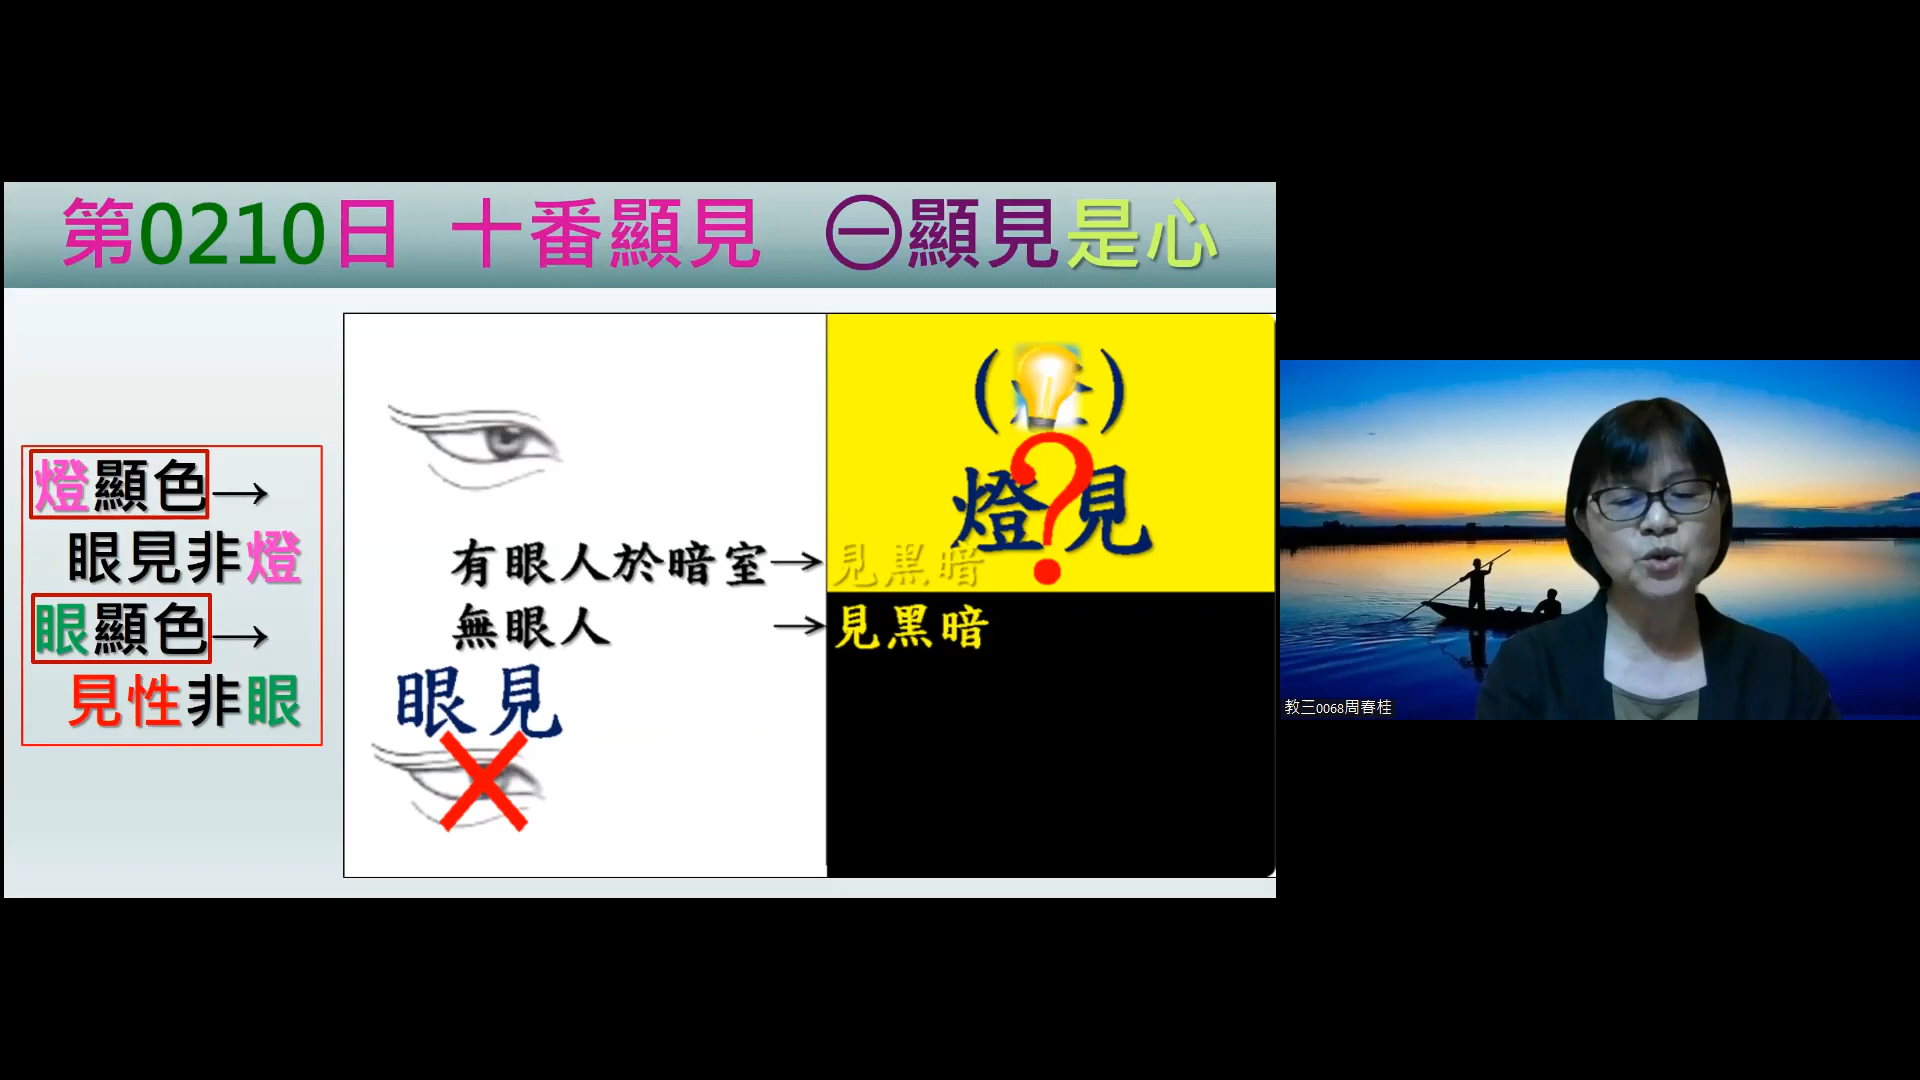 第0210日 十番顯見 ㊀顯見是心
燈顯色→
眼見非燈
眼顯色→
見性非眼
( )
燈見
?
有眼人於暗室→見黑暗
無眼人 →見黑暗
眼見
教三0068周春桂